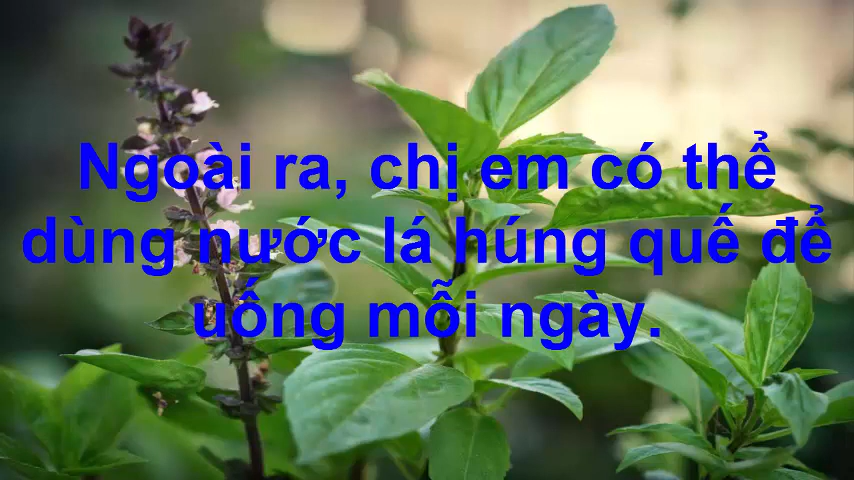 Ngoài ra, chị em có thể
dùng nước lá húng quế để
uống mỗi ngày.